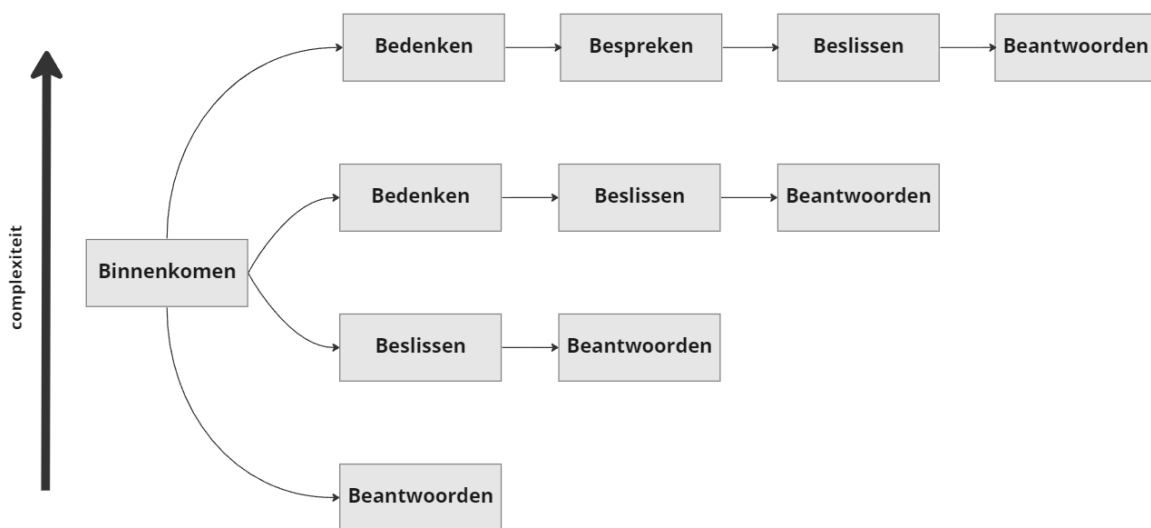 Bedenken
Bespreken
Beslissen
Beantwoorden
Bedenken
Beslissen
Beantwoorden
Binnenkomen
complexiteit
Beslissen
Beantwoorden
Beantwoorden